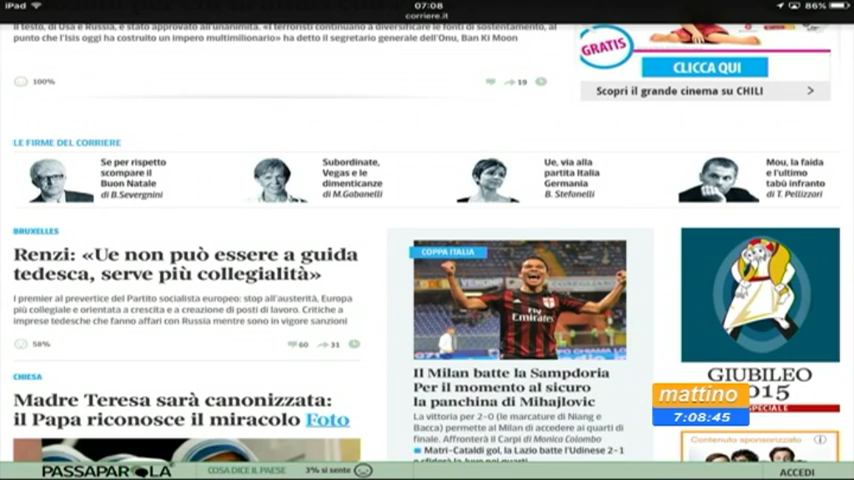 iPad
07:08
86%
corriere.it
il testo, di Usa e Russia, è stato approvato all'unanimità. «I terroristi continuano a diversificare le fonti di sostentamento, al
punto che l'Isis oggi ha costruito un impero multimilionario» ha detto il segretario generale dell'Onu, Ban Ki Moon
100%
19
GRATIS
CLICCA QUI
Scopri il grande cinema su CHILI
LE FIRME DEL CORRIERE
Se per rispetto
scompare il
Buon Natale
di B.Severgnini
Subordinate,
Vegas e le
dimenticanze
di M.Gabanelli
Ue, via alla
partita Italia
Germania
B. Stefanelli
Mou, la faida
e l'ultimo
tabù infranto
di T. Pellizzari
BRUXELLES
Renzi: «Ue non può essere a guida
tedesca, serve più collegialità»
I premier al prevertice del Partito socialista europeo: stop all'austerità, Europa
più collegiale e orientata a crescita e a creazione di posti di lavoro. Critiche a
imprese tedesche che fanno affari con Russia mentre sono in vigore sanzioni
58%
60
31
CHIESA
Madre Teresa sarà canonizzata:
il Papa riconosce il miracolo Foto
COPPA ITALIA
Fly
Emirates
Il Milan batte la Sampdoria
Per il momento al sicuro
la panchina di Mihajlovic
La vittoria per 2-0 (le marcature di Niang e
Bacca) permette al Milan di accedere ai quarti di
finale. Affronterà il Carpi di Monica Colombo
Matri-Cataldi gol, la Lazio batte l'Udinese 2-1
e sfiderà la Juve nei quarti
GIUBILEO
2015
SPECIALE
mattino
7:08:45
Contenuto sponsorizzato
PASSAPAROLA
COSA DICE IL PAESE
3% si sente
ACCEDI